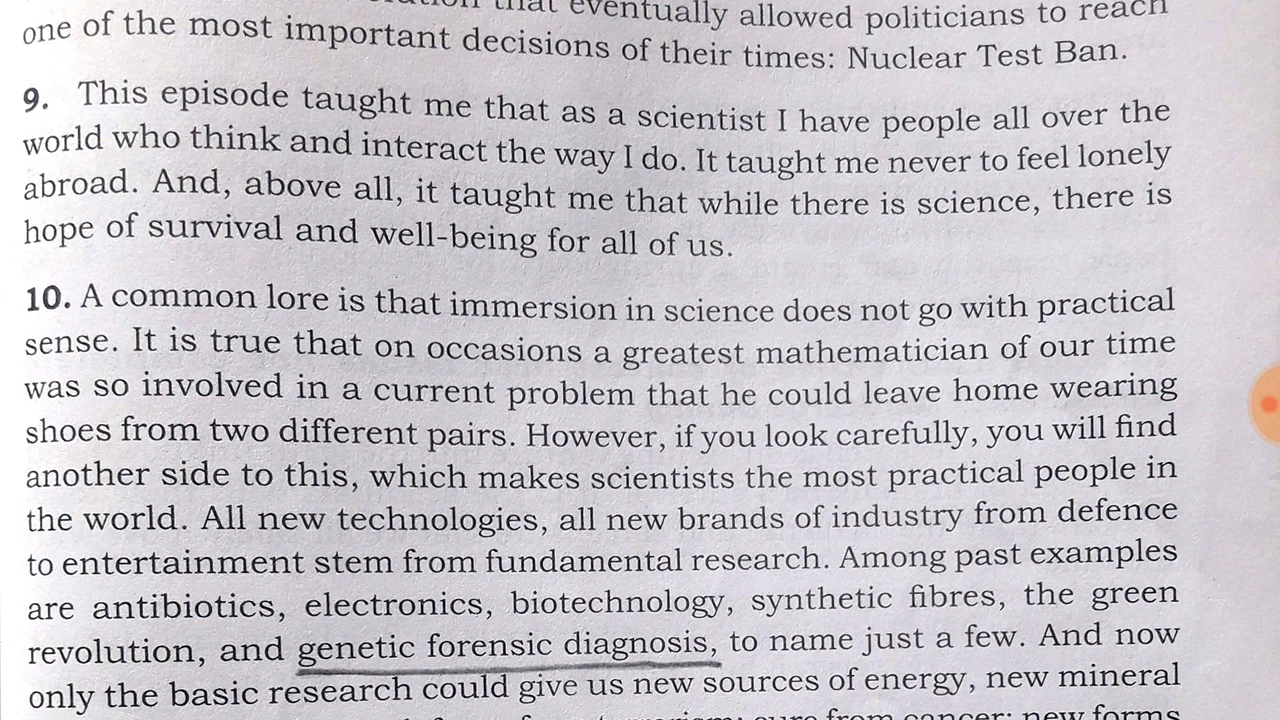 that eventually allowed politicians to reach
one of the most important decisions of their times: Nuclear Test Ban.
9. This episode taught me that as a scientist I have people all over the
world who think and interact the way I do. It taught me never to feel lonely
abroad. And, above all, it taught me that while there is science, there is
hope of survival and well-being for all of us.
10. A common lore is that immersion in science does not go with practical
sense. It is true that on occasions a greatest mathematician of our time
was so involved in a current problem that he could leave home wearing
shoes from two different pairs. However, if you look carefully, you will find
another side to this, which makes scientists the most practical people in
the world. All new technologies, all new brands of industry from defence
to entertainment stem from fundamental research. Among past examples
are antibiotics, electronics, biotechnology, synthetic fibres, the green
revolution, and genetic forensic diagnosis, to name just a few. And now
only the basic research could give us new sources of energy, new mineral
cure from cancer; new forms